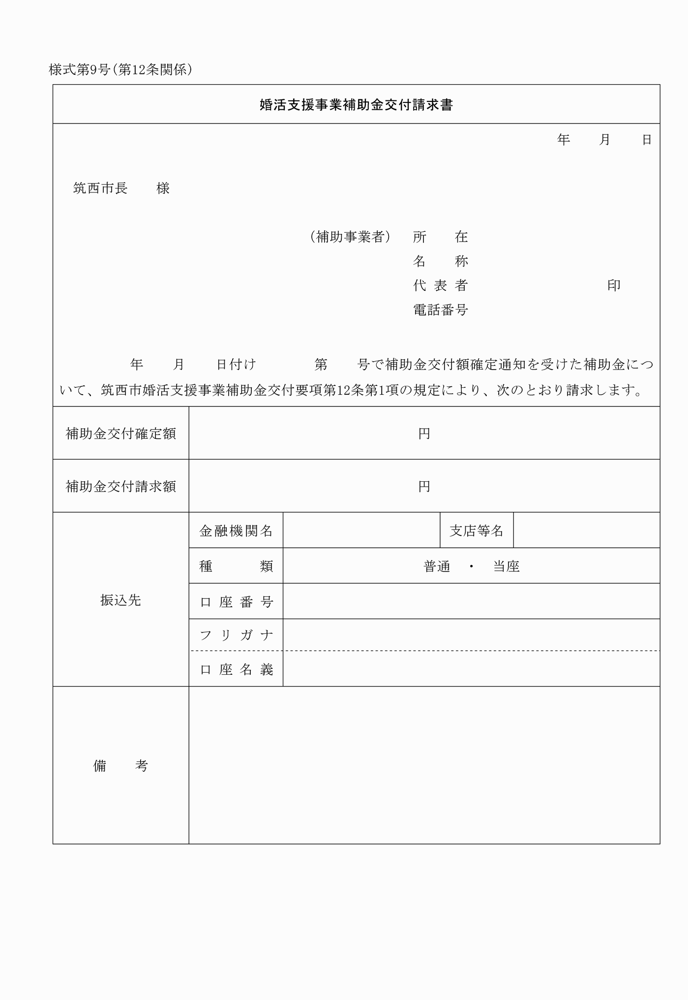 様式第9号(第12条関係)
婚活支援事業補助金交付請求書
年　　月　　日
筑西市長　　様
(補助事業者)　所　　在
名　　称
代 表 者　　　　　　　　　　印
電話番号
年　　月　　日付け　　　　第　　号で補助金交付額確定通知を受けた補助金につ
いて、筑西市婚活支援事業補助金交付要項第12条第1項の規定により、次のとおり請求します。
補助金交付確定額　　円
補助金交付請求額　　円
振込先
金融機関名　　支店等名
種　　類　　普通　・　当座
口 座 番 号
フ リ ガ ナ
口 座 名 義
備　　考